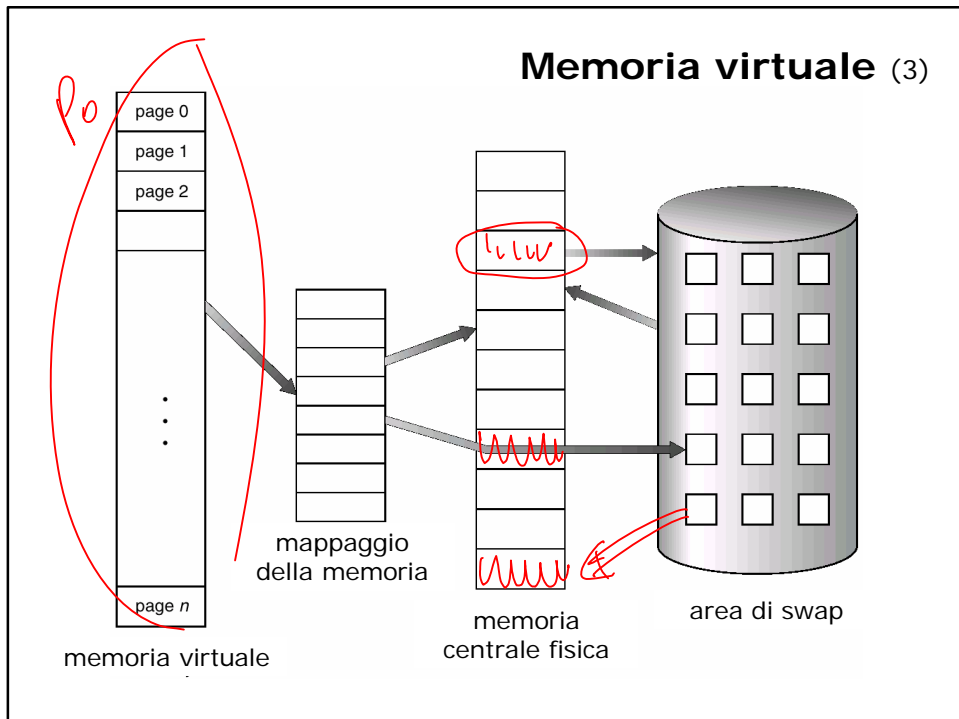 Memoria virtuale (3)
P0
page 0
page 1
page 2
page n
memoria virtuale
mappaggio
della memoria
memoria
centrale fisica
area di swap